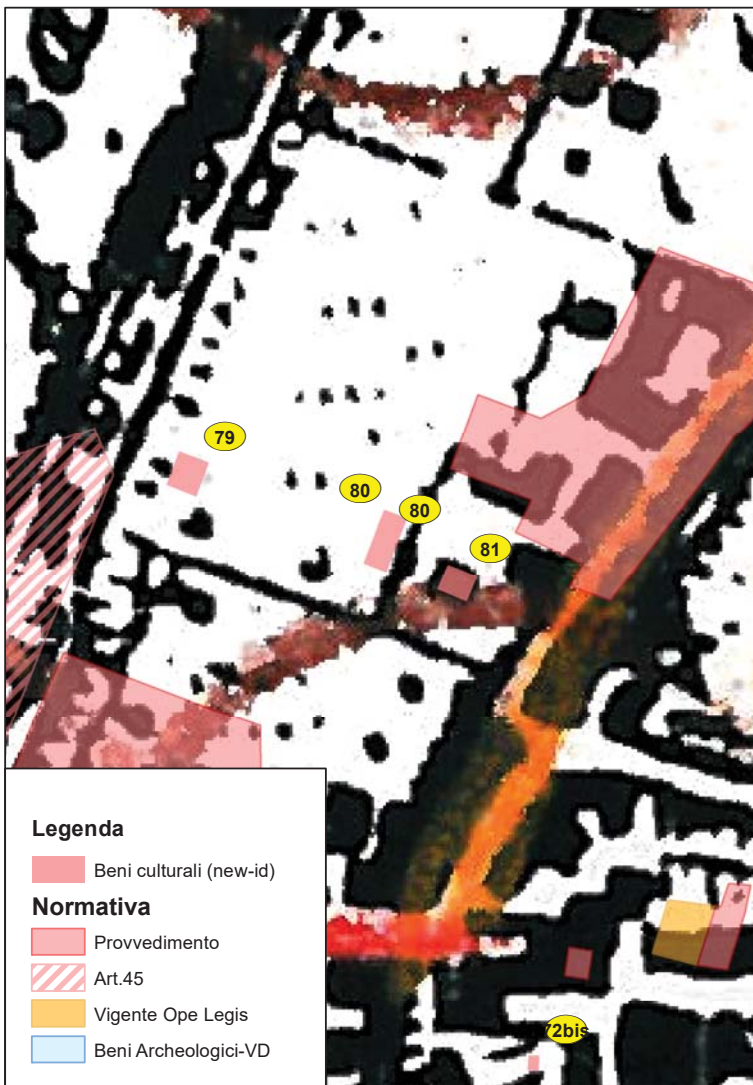 79
80
80
81
72bis
Legenda
Beni culturali (new-id)
Normativa
Provvedimento
Art.45
Vigente Ope Legis
Beni Archeologici-VD